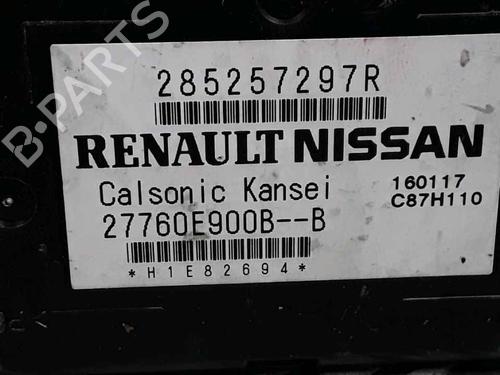 285257297R
RENAULT NISSAN
Calsonic Kansei 160117
C87H110
27760E900B--B
*H1E82694*
B-PARTS